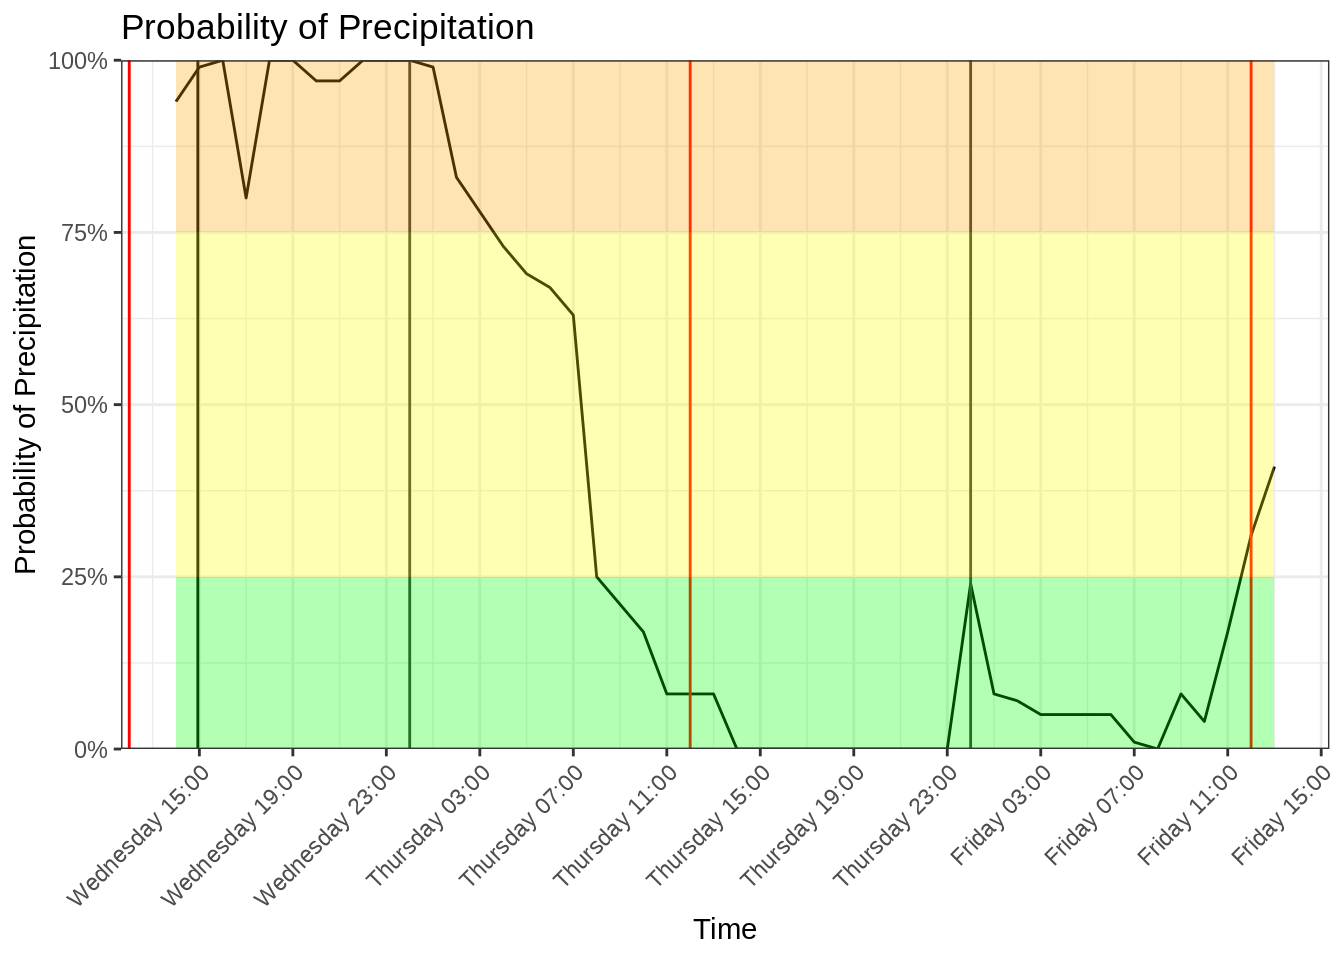 Probability of Precipitation
Probability of Precipitation
100%
75%
50%
25%
0%
Wednesday 15:00
Wednesday 19:00
Wednesday 23:00
Thursday 03:00
Thursday 07:00
Thursday 11:00
Thursday 15:00
Thursday 19:00
Thursday 23:00
Friday 03:00
Friday 07:00
Friday 11:00
Friday 15:00
Time